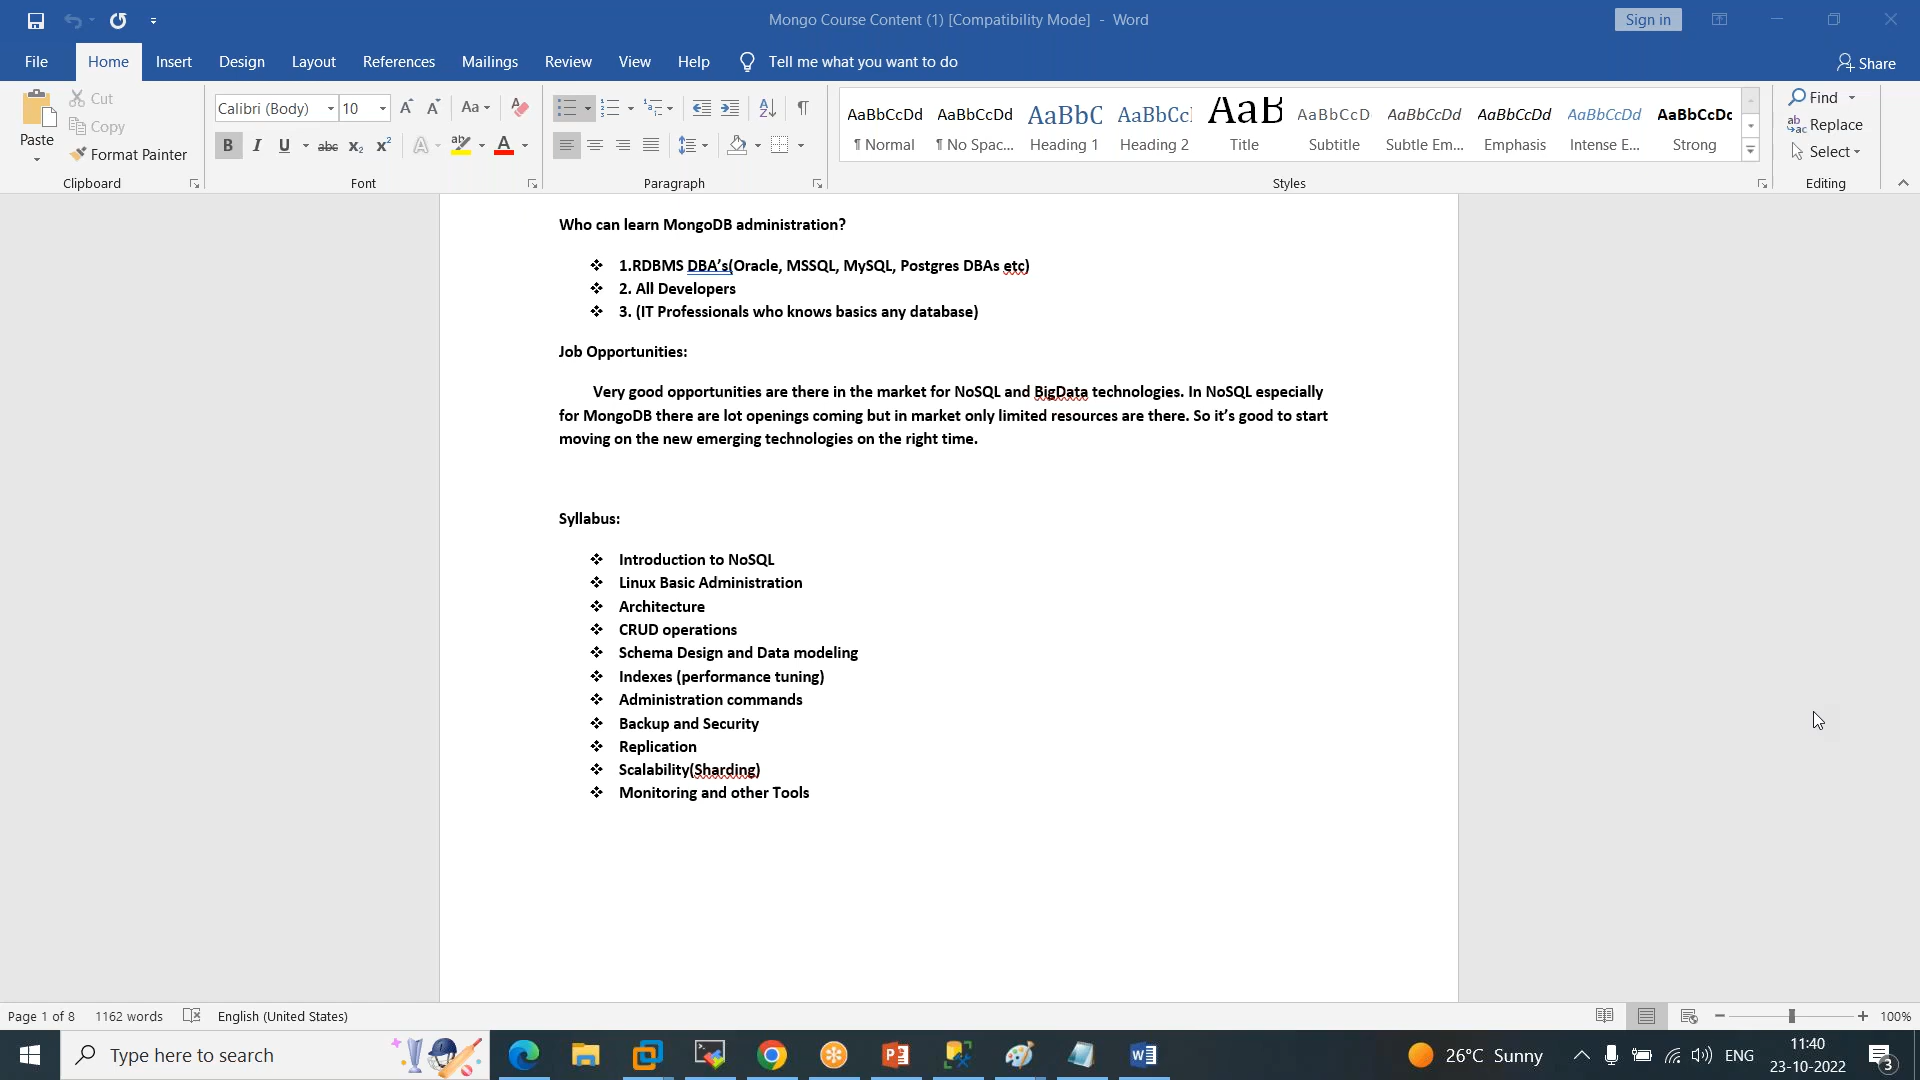 Mongo Course Content (1) [Compatibility Mode] - Word
Sign in
File Home Insert Design Layout References Mailings Review View Help Tell me what you want to do Share
Paste
Cut
Copy
Format Painter
Clipboard
Calibri (Body) 10
Font
Paragraph
AaBbCcDd AaBbCcDd AaBbC AaBbCc AaB AaBbCcD AaBbCcDd AaBbCcDd AaBbCcDd AaBbCcDc
¶ Normal ¶ No Spac... Heading 1 Heading 2 Title Subtitle Subtle Em... Emphasis Intense E... Strong
Styles
Find
Replace
Select
Editing
Who can learn MongoDB administration?
❖ 1.RDBMS DBA’s(Oracle, MSSQL, MySQL, Postgres DBAs etc)
❖ 2. All Developers
❖ 3. (IT Professionals who knows basics any database)
Job Opportunities:
Very good opportunities are there in the market for NoSQL and BigData technologies. In NoSQL especially
for MongoDB there are lot openings coming but in market only limited resources are there. So it’s good to start
moving on the new emerging technologies on the right time.
Syllabus:
❖ Introduction to NoSQL
❖ Linux Basic Administration
❖ Architecture
❖ CRUD operations
❖ Schema Design and Data modeling
❖ Indexes (performance tuning)
❖ Administration commands
❖ Backup and Security
❖ Replication
❖ Scalability(Sharding)
❖ Monitoring and other Tools
Page 1 of 8 1162 words English (United States) 100%
Type here to search
26°C Sunny
ENG
11:40
23-10-2022
3